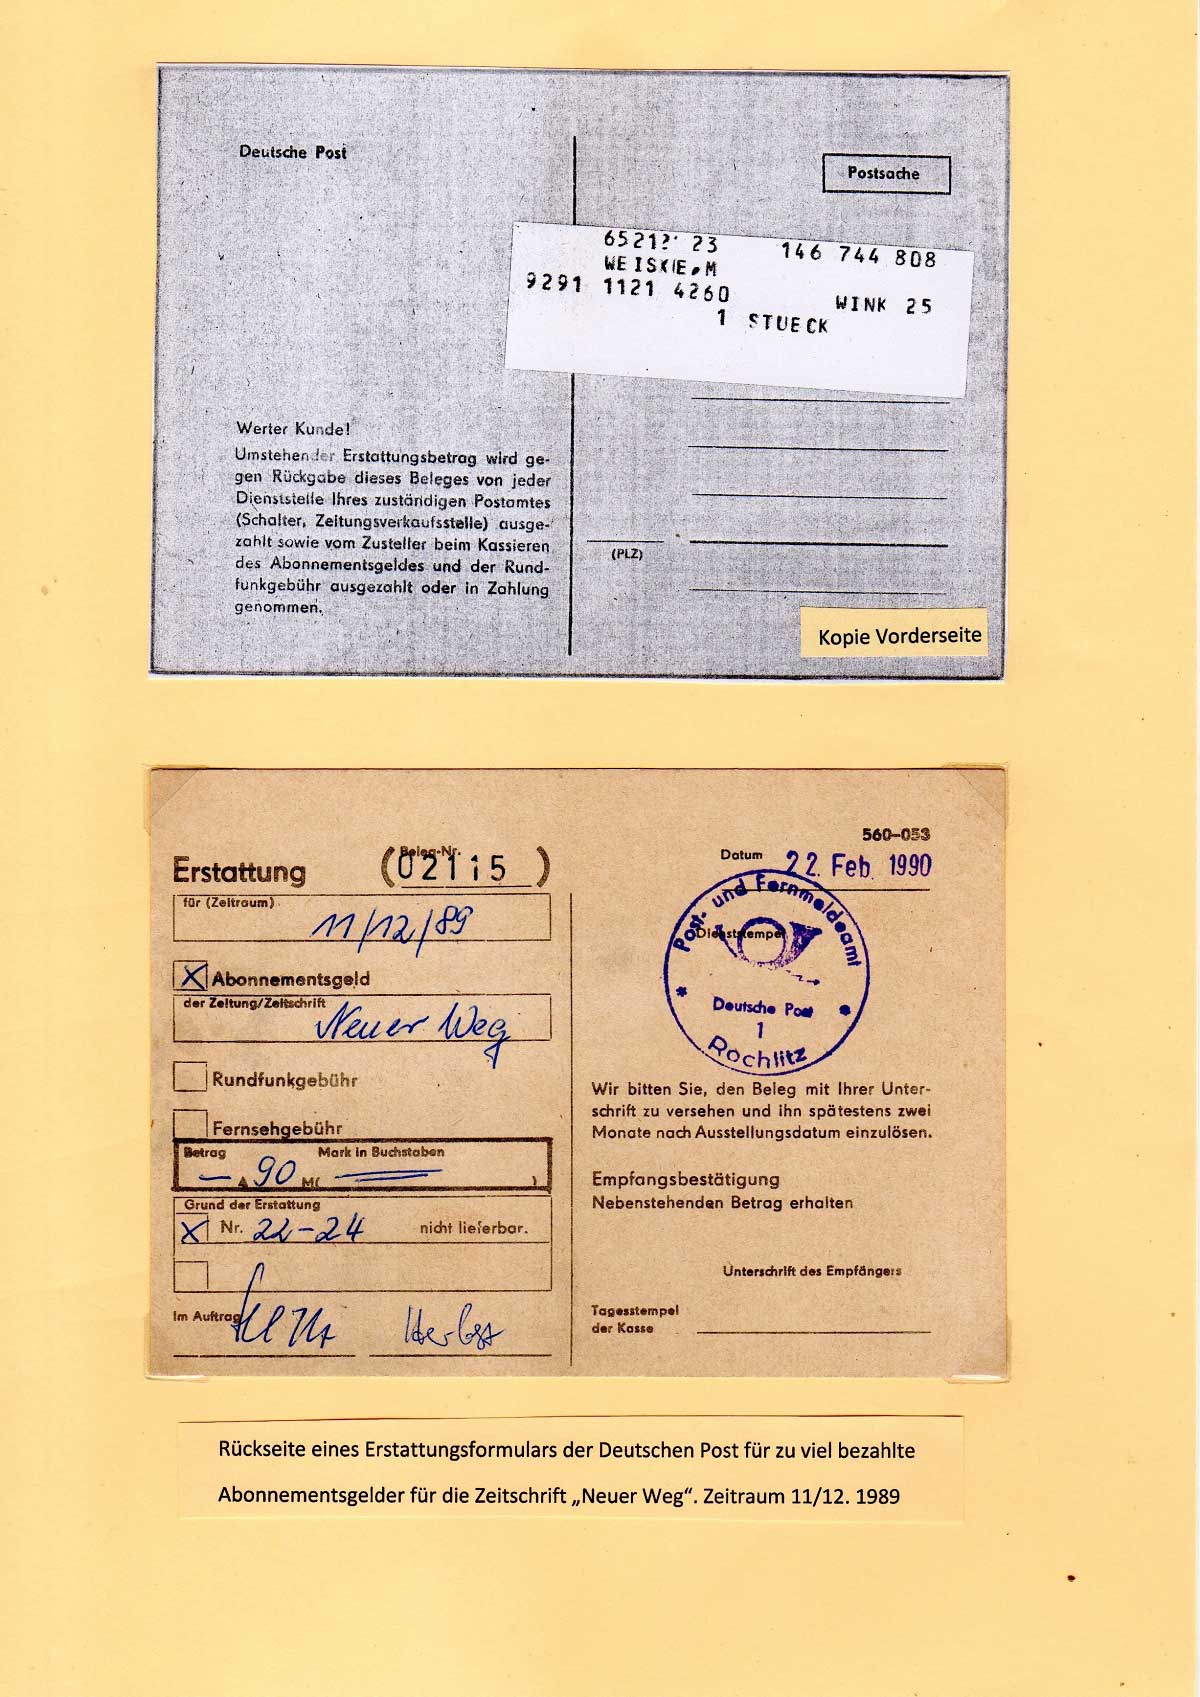 Deutsche Post
Postsache
6521?' 23 146 744 808
WEISKE, M
9291 1121 4260 WINK 25
1 STUECK
Werter Kunde!
Umstehender Erstattungsbetrag wird ge-
gen Rückgabe dieses Beleges von jeder
Dienststelle Ihres zuständigen Postamtes
(Schalter, Zeitungsverkaufsstelle) ausge-
zahlt sowie vom Zusteller beim Kassieren
des Abonnementsgeldes und der Rund-
funkgebühr ausgezahlt oder in Zahlung
genommen.
(PLZ)
Kopie Vorderseite
560-053
Erstattung
Beleg-Nr.
(02115)
für (Zeitraum)
11/12/89
Abonnementsgeld
der Zeitung/Zeitschrift
Neuer Weg
Rundfunkgebühr
Fernsehgebühr
Betrag Mark in Buchstaben
—,90 M( )
Grund der Erstattung
X Nr. 22-24 nicht lieferbar.
Im Auftrag
Herbst
Datum 22. Feb. 1990
Post- und Fernmeldeamt
Dienststempel
Deutsche Post
1
Rochlitz
Wir bitten Sie, den Beleg mit Ihrer Unter-
schrift zu versehen und ihn spätestens zwei
Monate nach Ausstellungsdatum einzulösen.
Empfangsbestätigung
Nebenstehenden Betrag erhalten
Unterschrift des Empfängers
Tagesstempel
der Kasse
Rückseite eines Erstattungsformulars der Deutschen Post für zu viel bezahlte
Abonnementsgelder für die Zeitschrift „Neuer Weg“. Zeitraum 11/12. 1989